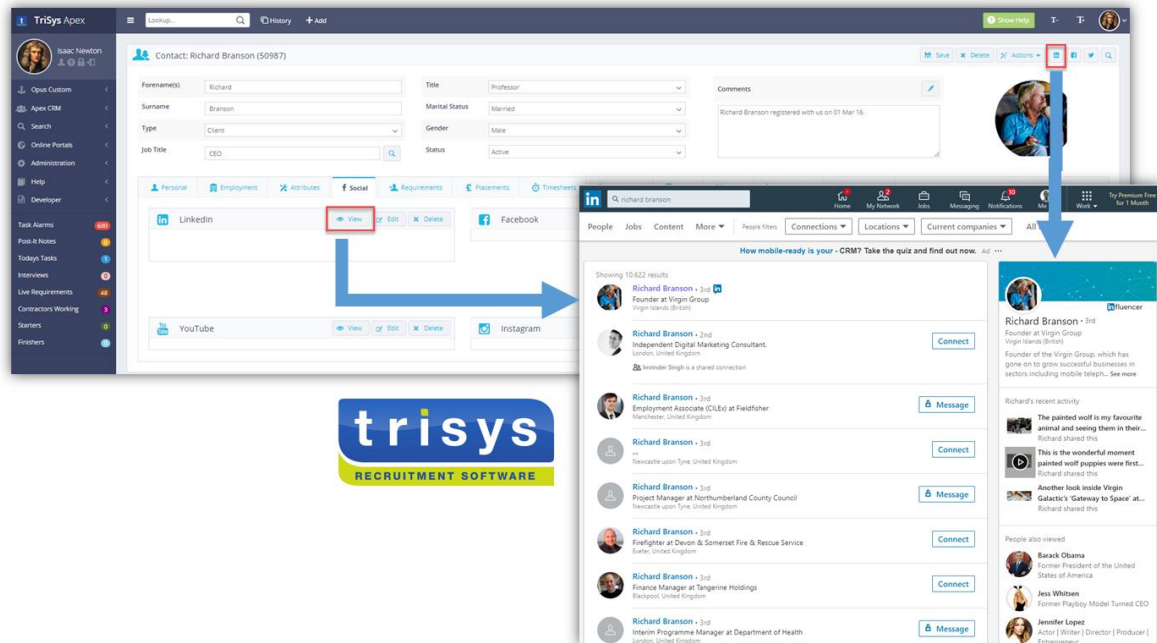 TriSys Apex
Lookup...
History
Add
Show Help
Isaac Newton
Opus Custom
Apex CRM
Search
Online Portals
Administration
Help
Developer
Task Alarms 600
Post-It Notes 0
Todays Tasks 1
Interviews 0
Live Requirements 48
Contractors Working 3
Starters 0
Finishers 0
Contact: Richard Branson (50987)
Save Delete Actions
Forename(s) Richard
Surname Branson
Type Client
Job Title CEO
Title Professor
Marital Status Married
Gender Male
Status Active
Comments
Richard Branson registered with us on 01 Mar 16.
Personal Employment Attributes Social Requirements Placements Timesheets
LinkedIn View Edit Delete
Facebook
YouTube View Edit Delete
Instagram
trisys
RECRUITMENT SOFTWARE
in richard branson
Home My Network Jobs Messaging Notifications Me Work Try Premium Free
for 1 Month
People Jobs Content More People filters Connections Locations Current companies All
How mobile-ready is your - CRM? Take the quiz and find out now. Ad
Showing 10,622 results
Richard Branson • 3rd in
Founder at Virgin Group
Virgin Islands (British)
Richard Branson • 2nd
Independent Digital Marketing Consultant.
London, United Kingdom
Singh is a shared connection
Connect
Richard Branson • 3rd
Employment Associate (CILEx) at Fieldfisher
Manchester, United Kingdom
Message
Richard Branson • 3rd
--
Newcastle upon Tyne, United Kingdom
Connect
Richard Branson • 3rd
Project Manager at Northumberland County Council
Newcastle upon Tyne, United Kingdom
Message
Richard Branson • 3rd
Firefighter at Devon & Somerset Fire & Rescue Service
Exeter, United Kingdom
Connect
Richard Branson • 3rd
Finance Manager at Tangerine Holdings
Blackpool, United Kingdom
Connect
Richard Branson • 3rd
Interim Programme Manager at Department of Health
London, United Kingdom
Message
influencer
Richard Branson • 3rd
Founder at Virgin Group
Virgin Islands (British)
Founder of the Virgin Group, which has
gone on to grow successful businesses in
sectors including mobile teleph... See more
Richard's recent activity
The painted wolf is my favourite
animal and seeing them in their...
Richard shared this
This is the wonderful moment
painted wolf puppies were first...
Richard shared this
Another look inside Virgin
Galactic's 'Gateway to Space' at...
Richard shared this
People also viewed
Barack Obama
Former President of the United
States of America
Jess Whitsen
Former Playboy Model Turned CEO
Jennifer Lopez
Actor | Writer | Director | Producer |
Entrepreneur